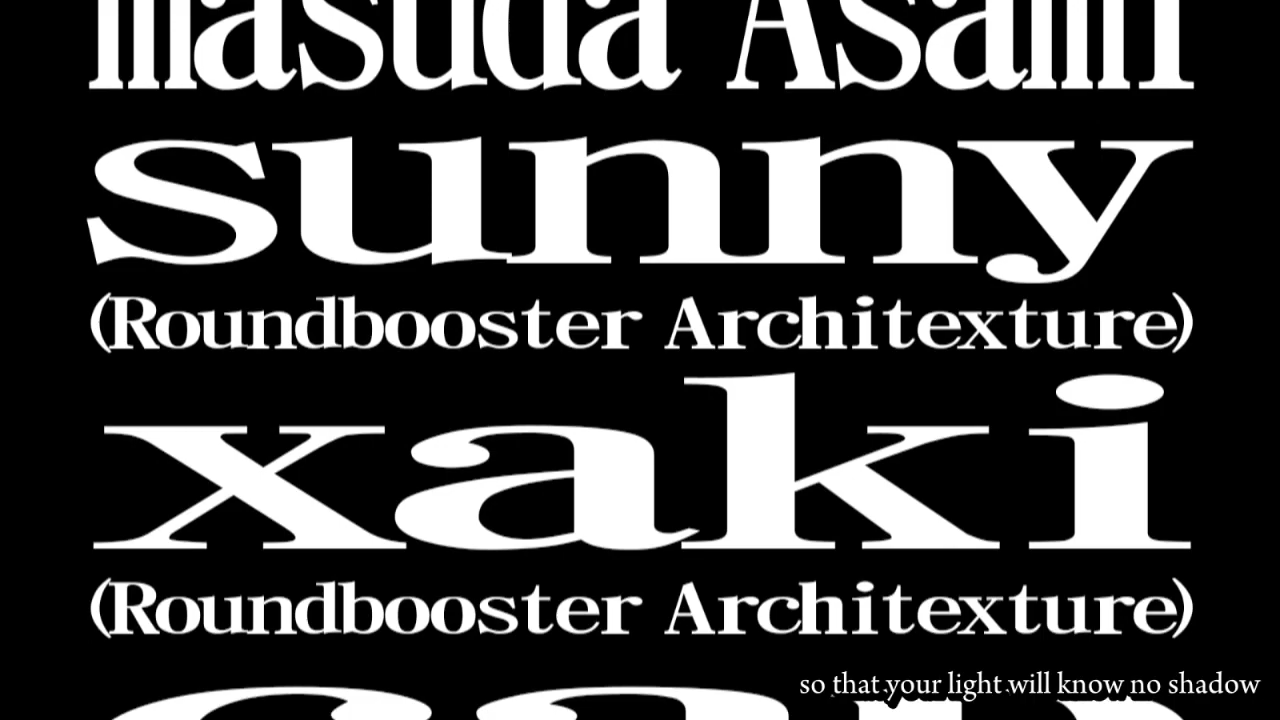 Masuda Asami
sunny
(Roundbooster Architexture)
xaki
(Roundbooster Architexture)
so that your light will know no shadow